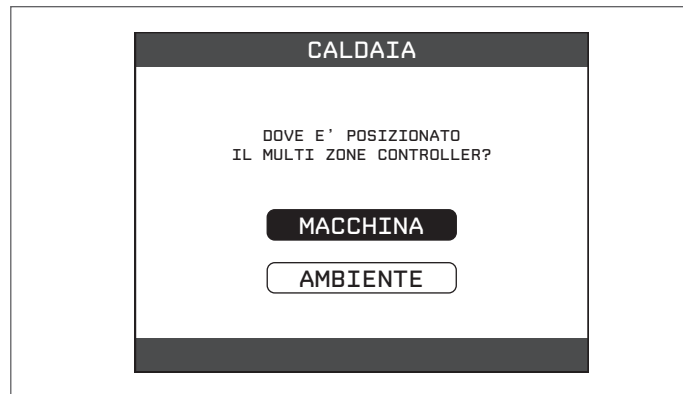 CALDAIA
DOVE E' POSIZIONATO
IL MULTI ZONE CONTROLLER?
MACCHINA
AMBIENTE